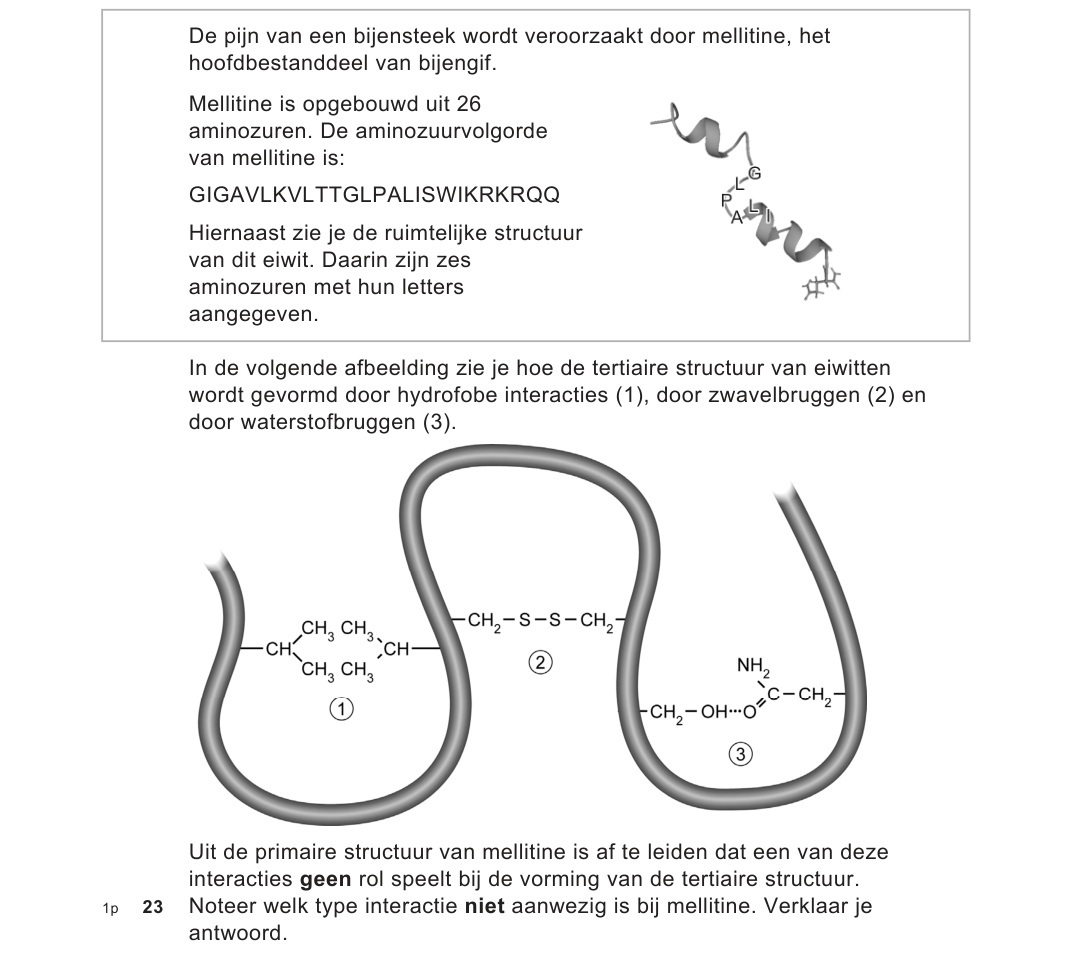 De pijn van een bijensteek wordt veroorzaakt door mellitine, het
hoofdbestanddeel van bijengif.
Mellitine is opgebouwd uit 26
aminozuren. De aminozuurvolgorde
van mellitine is:
GIGAVLKVLTTGLPALISWIKRKRQQ
Hiernaast zie je de ruimtelijke structuur
van dit eiwit. Daarin zijn zes
aminozuren met hun letters
aangegeven.
G
L
P
A
L
I
In de volgende afbeelding zie je hoe de tertiaire structuur van eiwitten
wordt gevormd door hydrofobe interacties (1), door zwavelbruggen (2) en
door waterstofbruggen (3).
CH3 CH3
CH CH
CH3 CH3
1
CH2–S–S–CH2
2
NH2
C–CH2
CH2–OH···O
3
Uit de primaire structuur van mellitine is af te leiden dat een van deze
interacties geen rol speelt bij de vorming van de tertiaire structuur.
1p 23 Noteer welk type interactie niet aanwezig is bij mellitine. Verklaar je
antwoord.